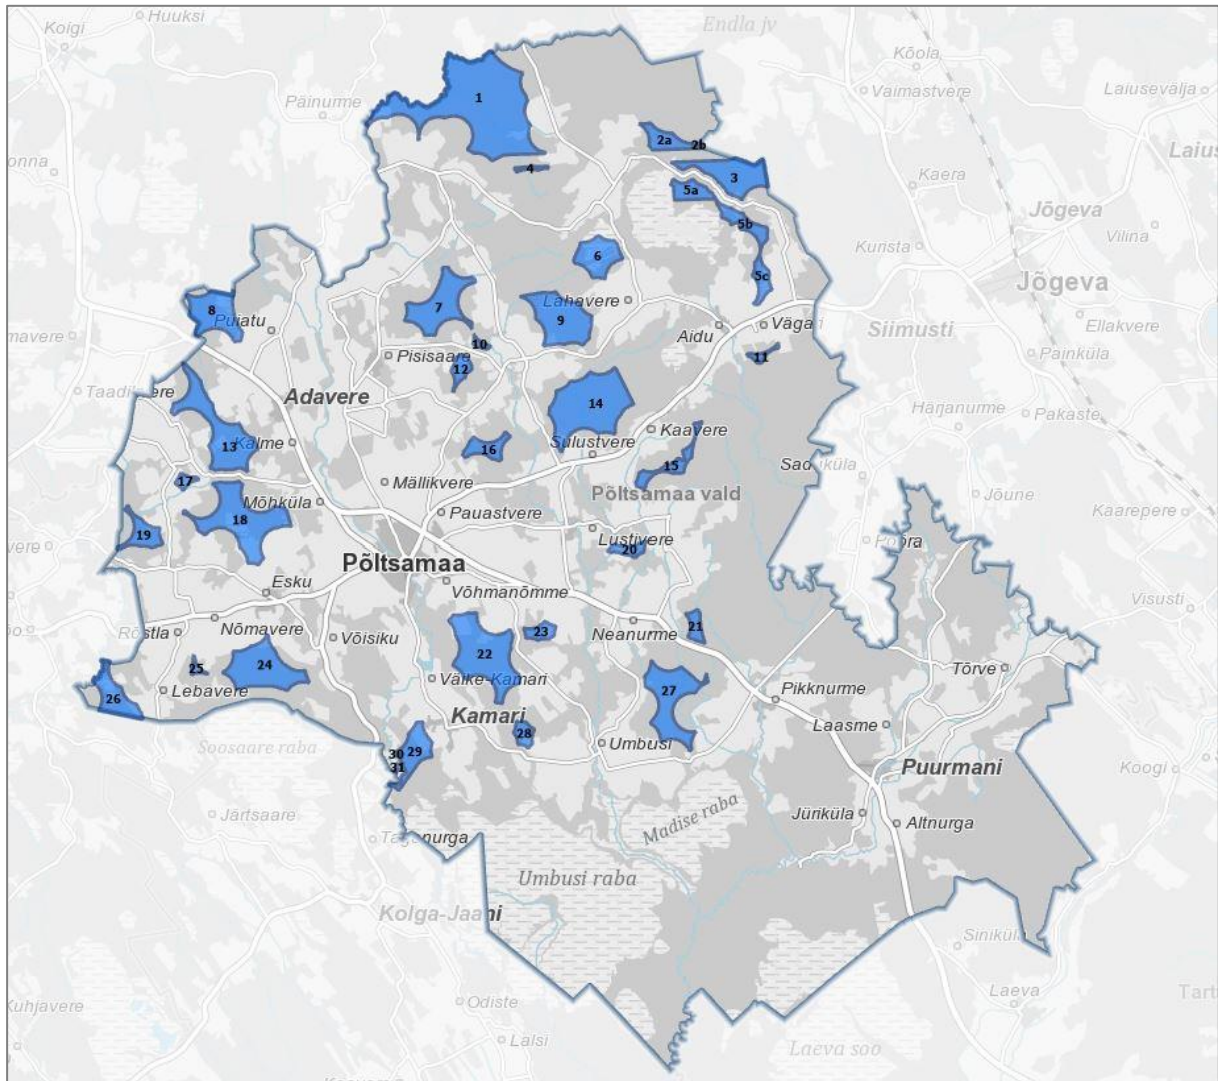 Huuksi
Koigi
Endla jv
Kõola
Vaimastvere
Laiusevälja
Päinurme
1
2a
2b
Laius
4
3
5a
Kaera
Jõgeva
5b
Vilina
Kurista
6
5c
Jõgeva
7
Lahavere
8
9
Puiatu
Aidu
Siimusti
Ellakvere
10
Pisisaare
11
Painküla
12
Adavere
14
Harjanurme
Pakaste
13
Kalme
Kaavere
16
Sulustvere
15
17
Mällikvere
Põltsamaa vald
Jõune
Mõhküla
18
Pauastvere
Kaarepere
19
Lustivere
20
Põltsamaa
Esku
Võhmanõmme
Visusti
Nõmavere
Neanurme
21
Röstla
Võisiku
23
22
24
25
Tõrve
Lebavere
Väike-Kamari
27
26
Pikknurme
Kamari
Laasme
28
Soosaare raba
30
29
Umbusi
31
Puurmani
Koogi
Madise raba
Järtsaare
Jüriküla
Altnurga
Umbusi raba
Kolga-Jaani
Siniküla
Odiste
Laeva
Lalsi
Laeva soo